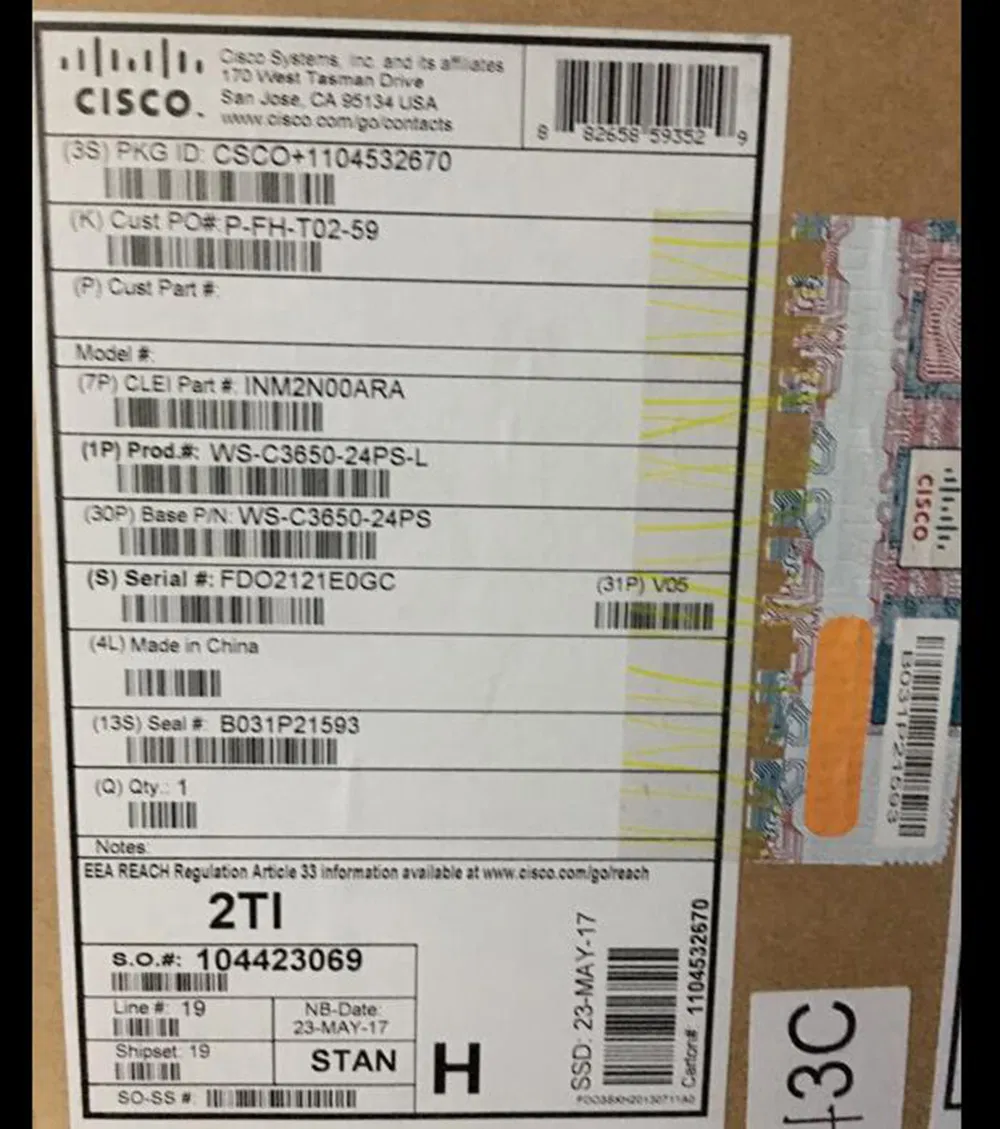 CISCO.
Cisco Systems, Inc. and its affiliates
170 West Tasman Drive
San Jose, CA 95134 USA
www.cisco.com/go/contacts
8 82658 59352 9
(3S) PKG ID: CSCO+1104532670
(K) Cust PO#: P-FH-T02-59
(P) Cust Part #:
Model #:
(7P) CLEI Part #: INM2N00ARA
(1P) Prod.#: WS-C3650-24PS-L
(30P) Base P/N: WS-C3650-24PS
(S) Serial #: FDO2121E0GC
(31P) V05
(4L) Made in China
(13S) Seal #: B031P21593
(Q) Qty.: 1
Notes:
EEA REACH Regulation Article 33 information available at www.cisco.com/go/reach
2TI
S.O.#: 104423069
Line #: 19
NB-Date:
23-MAY-17
Shipset: 19
STAN
SO-SS #:
H
SSD: 23-MAY-17
Carton# 1104532670
CISCO
B031P21593
3C